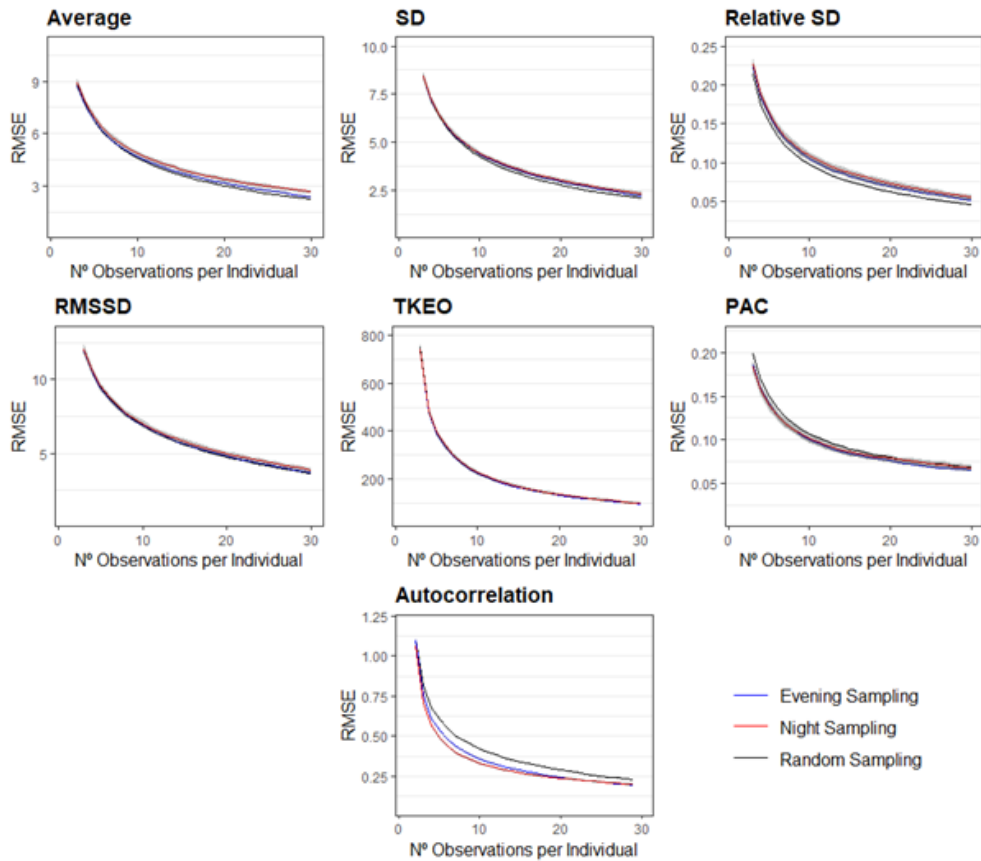 Average
SD
Relative SD
9
6
3
RMSE
0
10
20
30
Nº Observations per Individual
10.0
7.5
5.0
2.5
RMSE
0
10
20
30
Nº Observations per Individual
0.25
0.20
0.15
0.10
0.05
RMSE
0
10
20
30
Nº Observations per Individual
RMSSD
TKEO
PAC
10
5
RMSE
0
10
20
30
Nº Observations per Individual
800
600
400
200
RMSE
0
10
20
30
Nº Observations per Individual
0.20
0.15
0.10
0.05
RMSE
0
10
20
30
Nº Observations per Individual
Autocorrelation
1.25
1.00
0.75
0.50
0.25
RMSE
0
10
20
30
Nº Observations per Individual
Evening Sampling
Night Sampling
Random Sampling